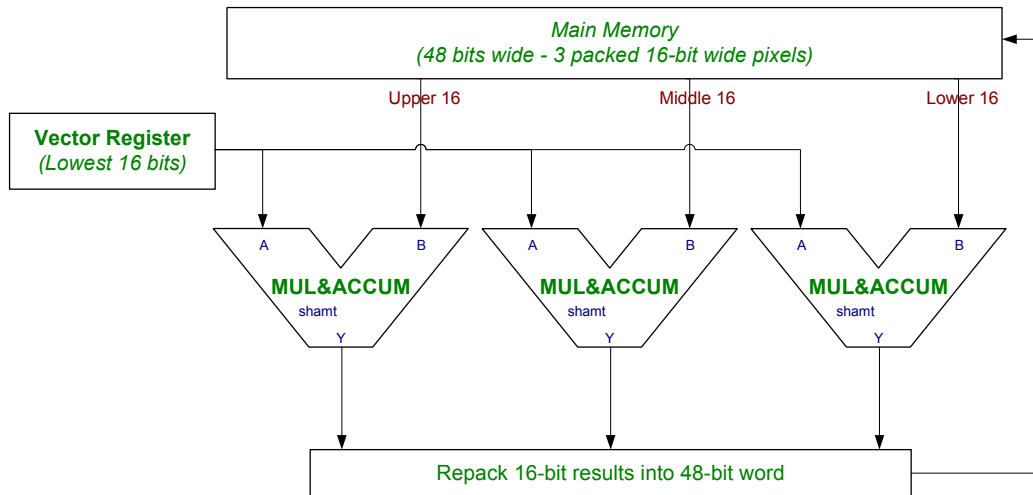 Main Memory
(48 bits wide - 3 packed 16-bit wide pixels)
Upper 16
Middle 16
Lower 16
Vector Register
(Lowest 16 bits)
A
B
MUL&ACCUM
shamt
Y
A
B
MUL&ACCUM
shamt
Y
A
B
MUL&ACCUM
shamt
Y
Repack 16-bit results into 48-bit word